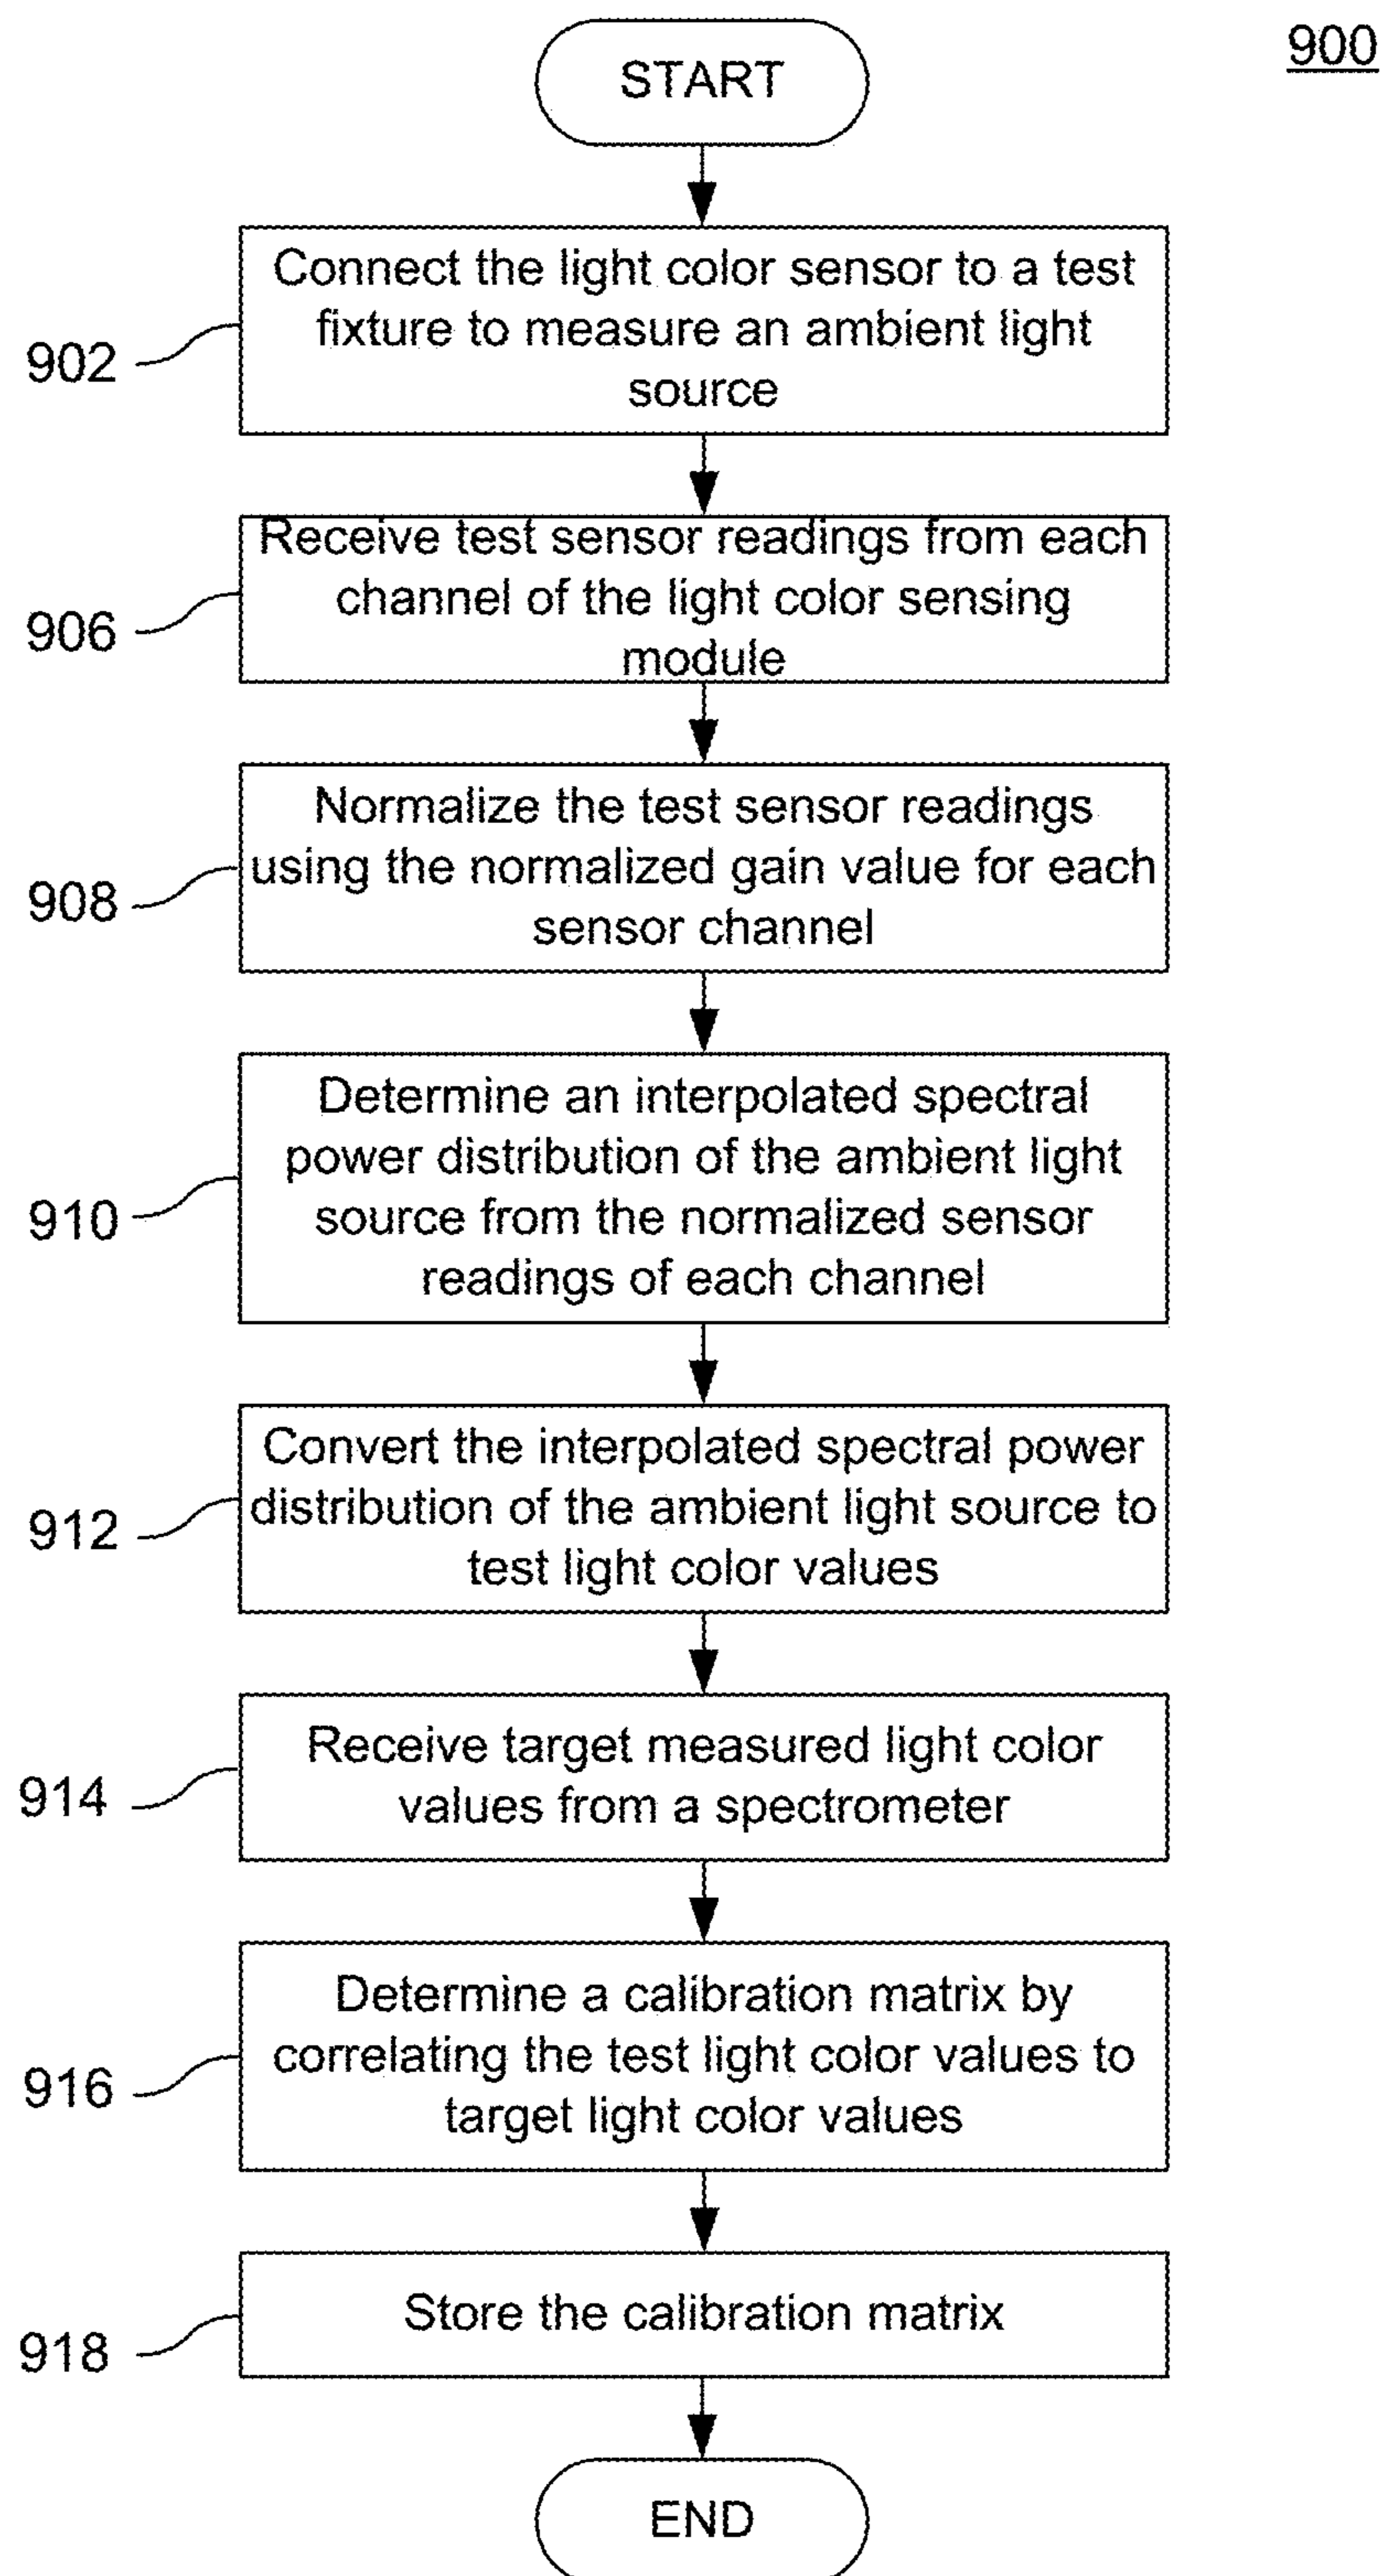 900
START
902
Connect the light color sensor to a test
fixture to measure an ambient light
source
906
Receive test sensor readings from each
channel of the light color sensing
module
908
Normalize the test sensor readings
using the normalized gain value for each
sensor channel
910
Determine an interpolated spectral
power distribution of the ambient light
source from the normalized sensor
readings of each channel
912
Convert the interpolated spectral power
distribution of the ambient light source to
test light color values
914
Receive target measured light color
values from a spectrometer
916
Determine a calibration matrix by
correlating the test light color values to
target light color values
918
Store the calibration matrix
END